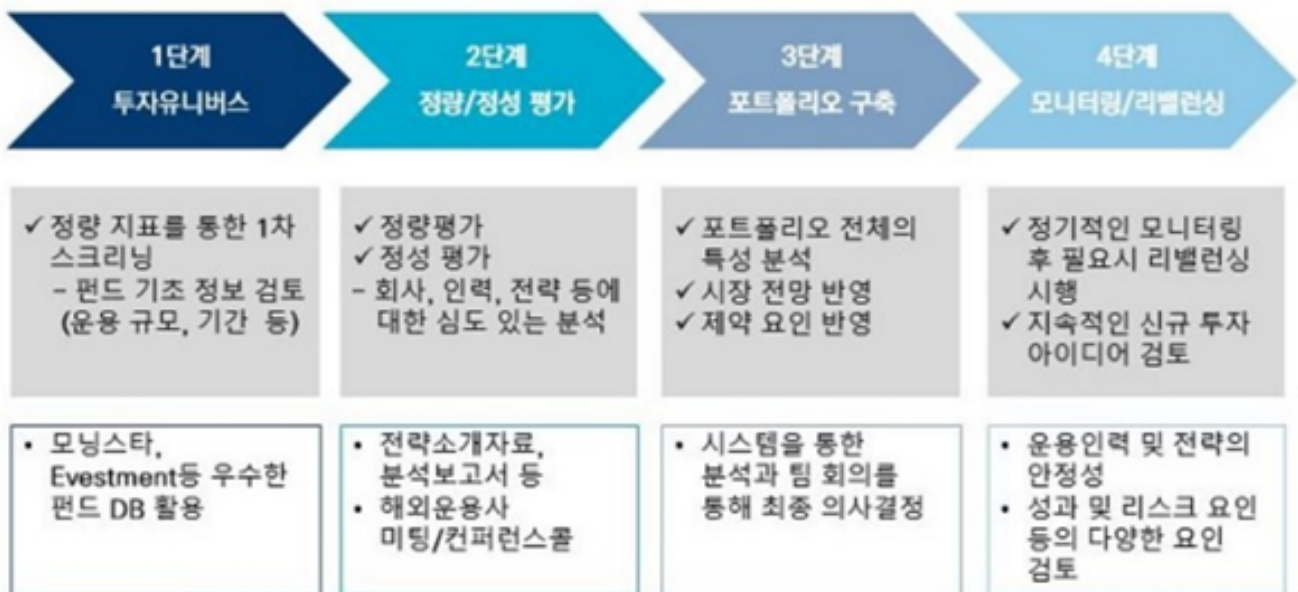 1단계
투자유니버스
2단계
정량/정성 평가
3단계
포트폴리오 구축
4단계
모니터링/리밸런싱
✓ 정량 지표를 통한 1차
스크리닝
- 펀드 기초 정보 검토
(운용 규모, 기간 등)
✓ 정량평가
✓ 정성 평가
- 회사, 인력, 전략 등에
대한 심도 있는 분석
✓ 포트폴리오 전체의
특성 분석
✓ 시장 전망 반영
✓ 제약 요인 반영
✓ 정기적인 모니터링
후 필요시 리밸런싱
시행
✓ 지속적인 신규 투자
아이디어 검토
• 모닝스타,
Evestment등 우수한
펀드 DB 활용
• 전략소개자료,
분석보고서 등
• 해외운용사
미팅/컨퍼런스콜
• 시스템을 통한
분석과 팀 회의를
통해 최종 의사결정
• 운용인력 및 전략의
안정성
• 성과 및 리스크 요인
등의 다양한 요인
검토